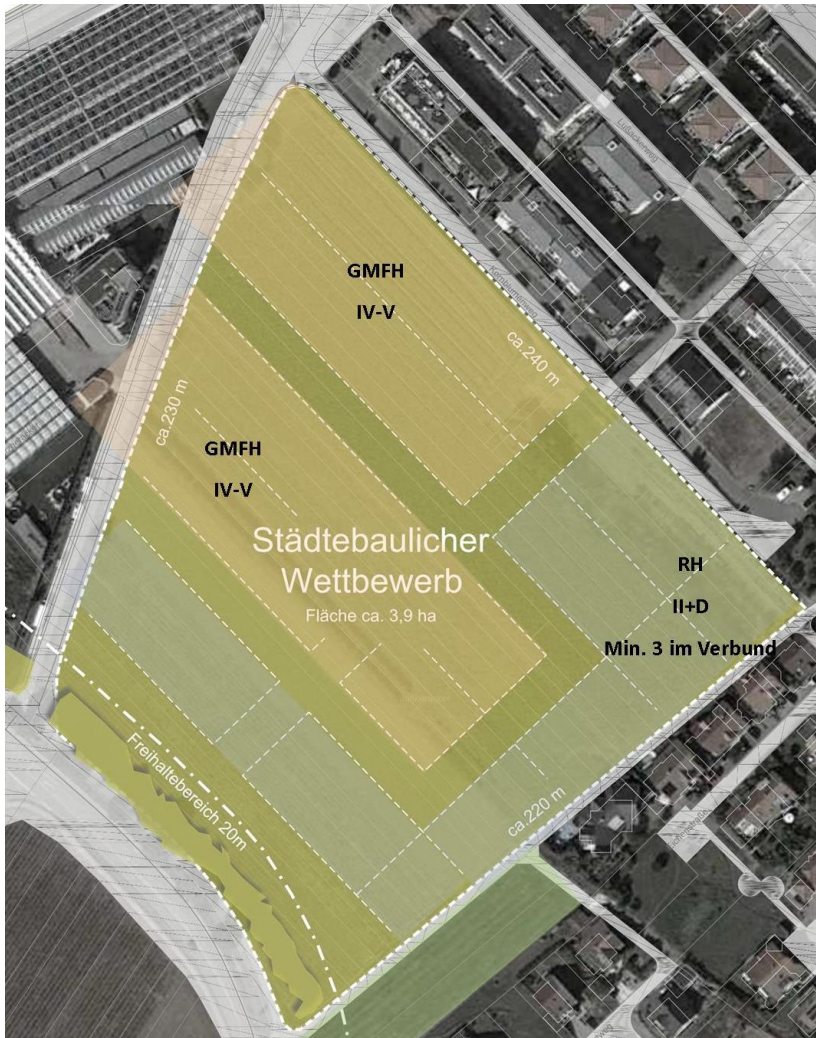 Lußackerweg
GMFH
IV-V
ca.240 m
ca.230 m
GMFH
IV-V
Städtebaulicher
Wettbewerb
Fläche ca. 3,9 ha
RH
II+D
Min. 3 im Verbund
Freihaltebereich 20m
ca.220 m